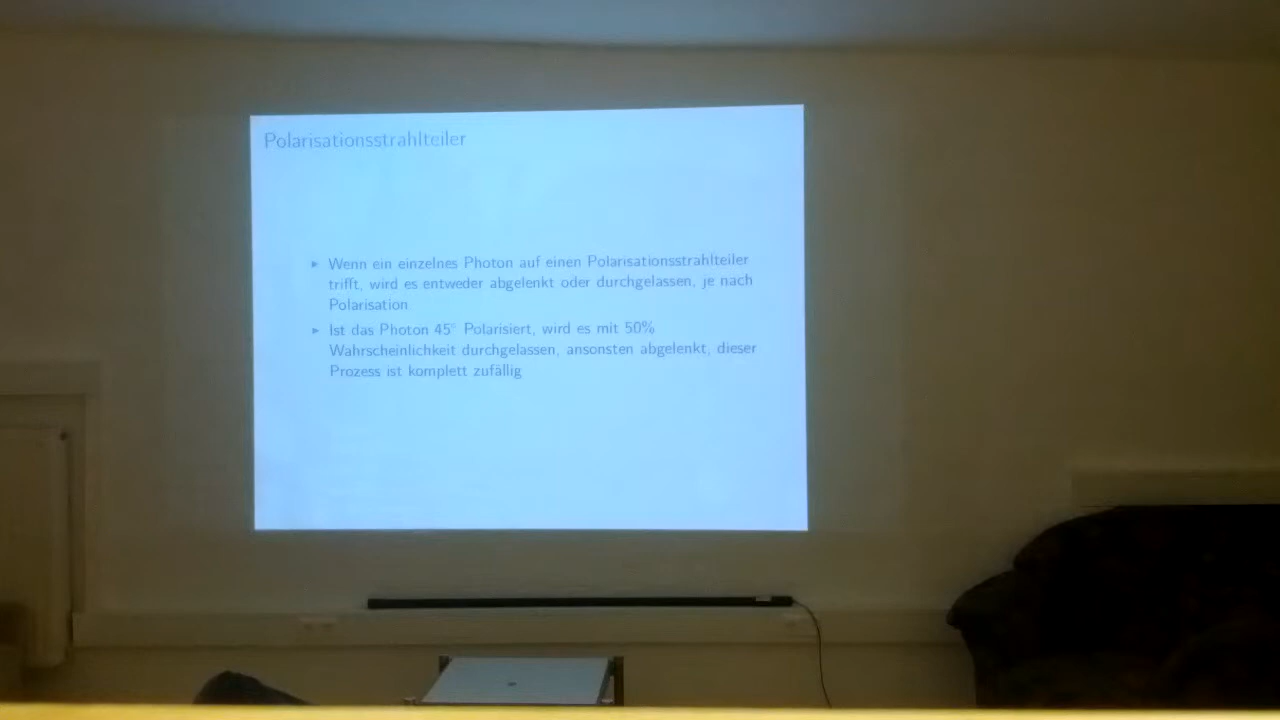 Polarisationsstrahlteiler
▶ Wenn ein einzelnes Photon auf einen Polarisationsstrahlteiler
trifft, wird es entweder abgelenkt oder durchgelassen, je nach
Polarisation.
▶ Ist das Photon 45° Polarisiert, wird es mit 50%
Wahrscheinlichkeit durchgelassen, ansonsten abgelenkt, dieser
Prozess ist komplett zufällig